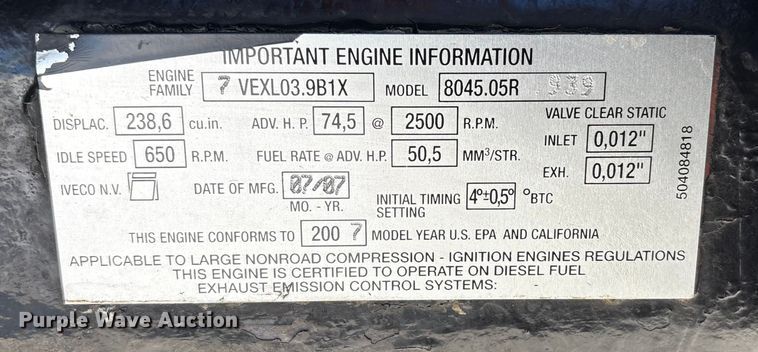 IMPORTANT ENGINE INFORMATION
ENGINE FAMILY 7 VEXL03.9B1X MODEL 8045.05R 939
DISPLAC. 238,6 cu.in. ADV. H. P. 74,5 @ 2500 R.P.M. VALVE CLEAR STATIC
INLET 0,012"
IDLE SPEED 650 R.P.M. FUEL RATE @ ADV. H.P. 50,5 MM³/STR.
EXH. 0,012"
IVECO N.V. DATE OF MFG. 07/07
MO. - YR.
INITIAL TIMING SETTING 4°±0,5° °BTC
THIS ENGINE CONFORMS TO 200 7 MODEL YEAR U.S. EPA AND CALIFORNIA
APPLICABLE TO LARGE NONROAD COMPRESSION - IGNITION ENGINES REGULATIONS
THIS ENGINE IS CERTIFIED TO OPERATE ON DIESEL FUEL
EXHAUST EMISSION CONTROL SYSTEMS:
504084818
Purple Wave Auction